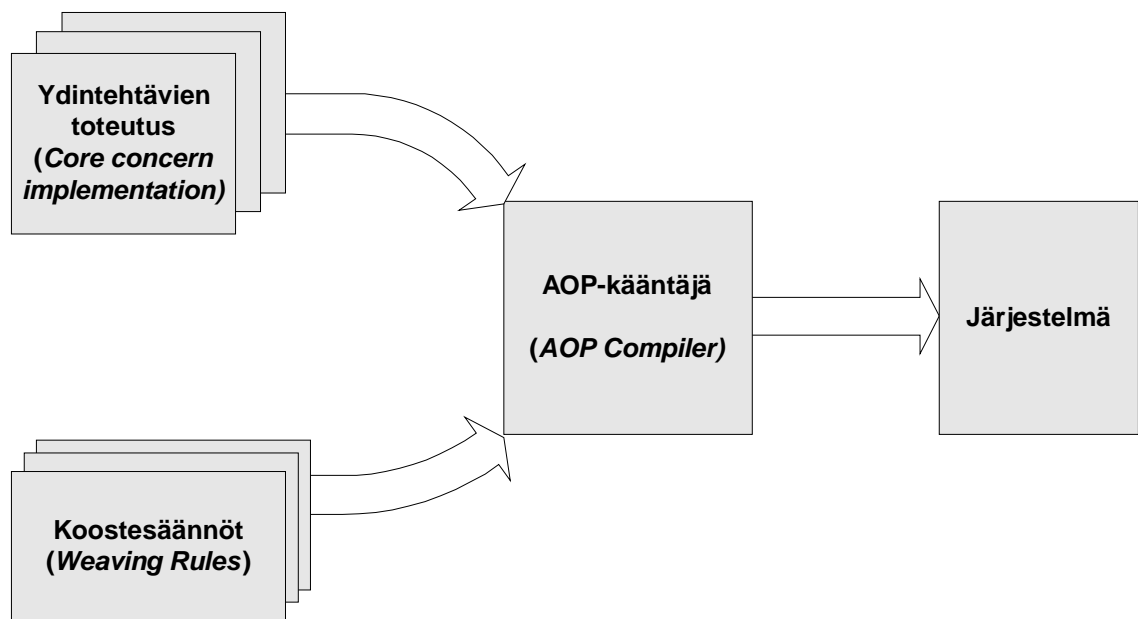 Ydintehtävien
toteutus
(Core concern
implementation)
AOP-kääntäjä
(AOP Compiler)
Järjestelmä
Koostesäännöt
(Weaving Rules)